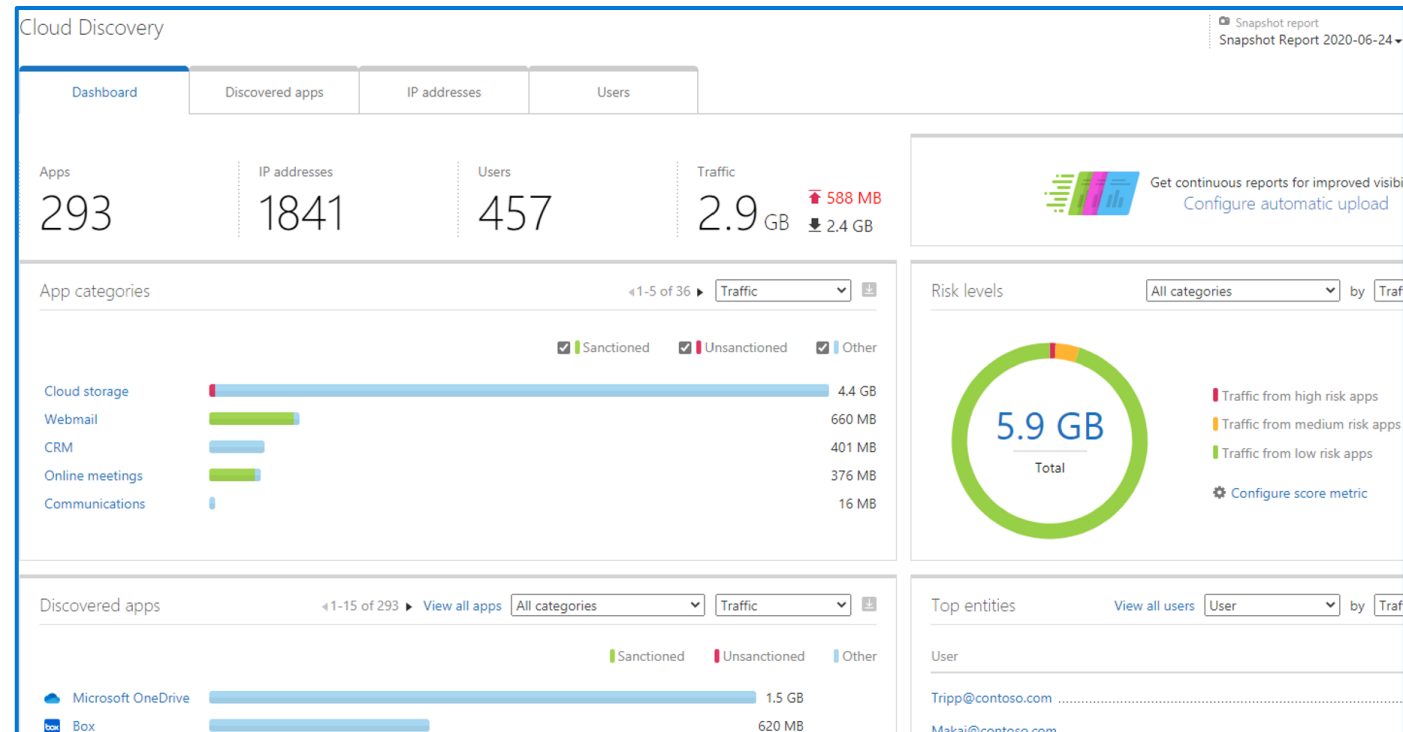 Cloud Discovery
Snapshot report
Snapshot Report 2020-06-24
Dashboard
Discovered apps
IP addresses
Users
Apps
293
IP addresses
1841
Users
457
Traffic
2.9 GB
588 MB
2.4 GB
Get continuous reports for improved visibi
Configure automatic upload
App categories
1-5 of 36
Traffic
Sanctioned
Unsanctioned
Other
Cloud storage
4.4 GB
Webmail
660 MB
CRM
401 MB
Online meetings
376 MB
Communications
16 MB
Risk levels
All categories
by
Traf
5.9 GB
Total
Traffic from high risk apps
Traffic from medium risk apps
Traffic from low risk apps
Configure score metric
Discovered apps
1-15 of 293
View all apps
All categories
Traffic
Sanctioned
Unsanctioned
Other
Microsoft OneDrive
1.5 GB
box
Box
620 MB
Top entities
View all users
User
by
Traf
User
Tripp@contoso.com
Makai@contoso.com